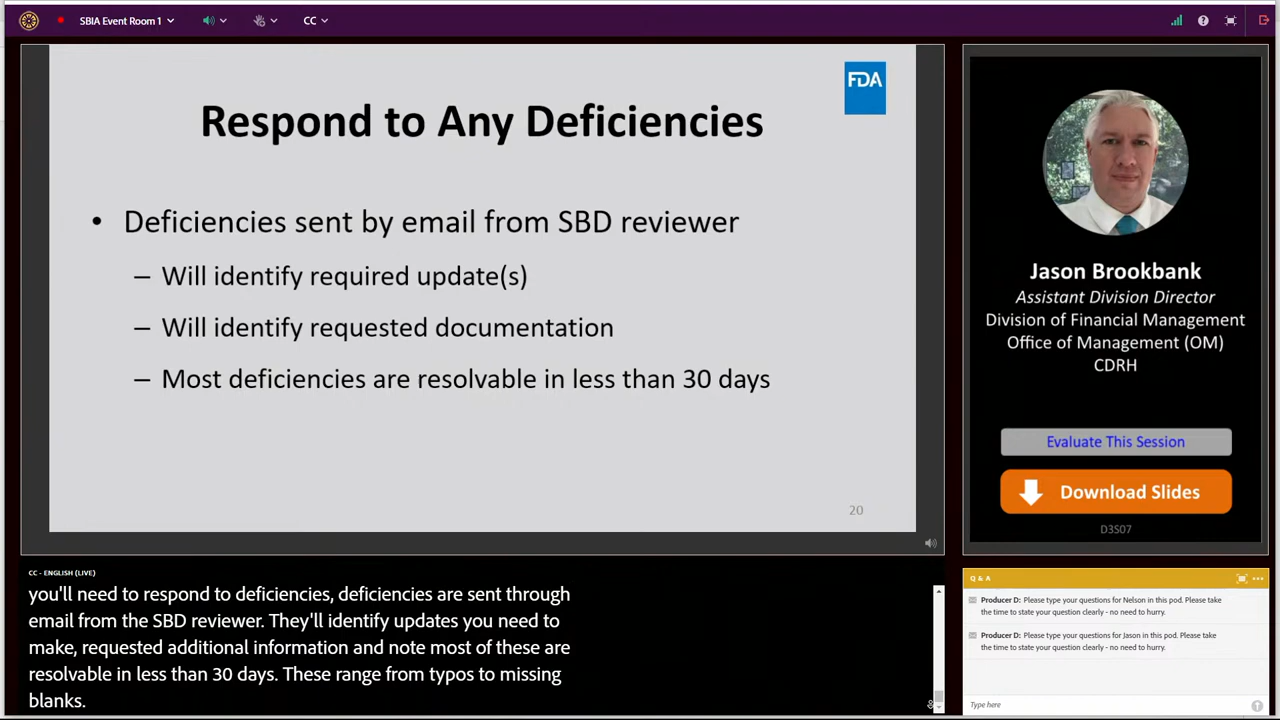 SBIA Event Room 1
CC
FDA
Respond to Any Deficiencies
• Deficiencies sent by email from SBD reviewer
– Will identify required update(s)
– Will identify requested documentation
– Most deficiencies are resolvable in less than 30 days
20
Jason Brookbank
Assistant Division Director
Division of Financial Management
Office of Management (OM)
CDRH
Evaluate This Session
Download Slides
D3S07
CC - ENGLISH (LIVE)
you'll need to respond to deficiencies, deficiencies are sent through
email from the SBD reviewer. They'll identify updates you need to
make, requested additional information and note most of these are
resolvable in less than 30 days. These range from typos to missing
blanks.
Q & A
Producer D: Please type your questions for Nelson in this pod. Please take
the time to state your question clearly - no need to hurry.
Producer D: Please type your questions for Jason in this pod. Please take
the time to state your question clearly - no need to hurry.
Type here